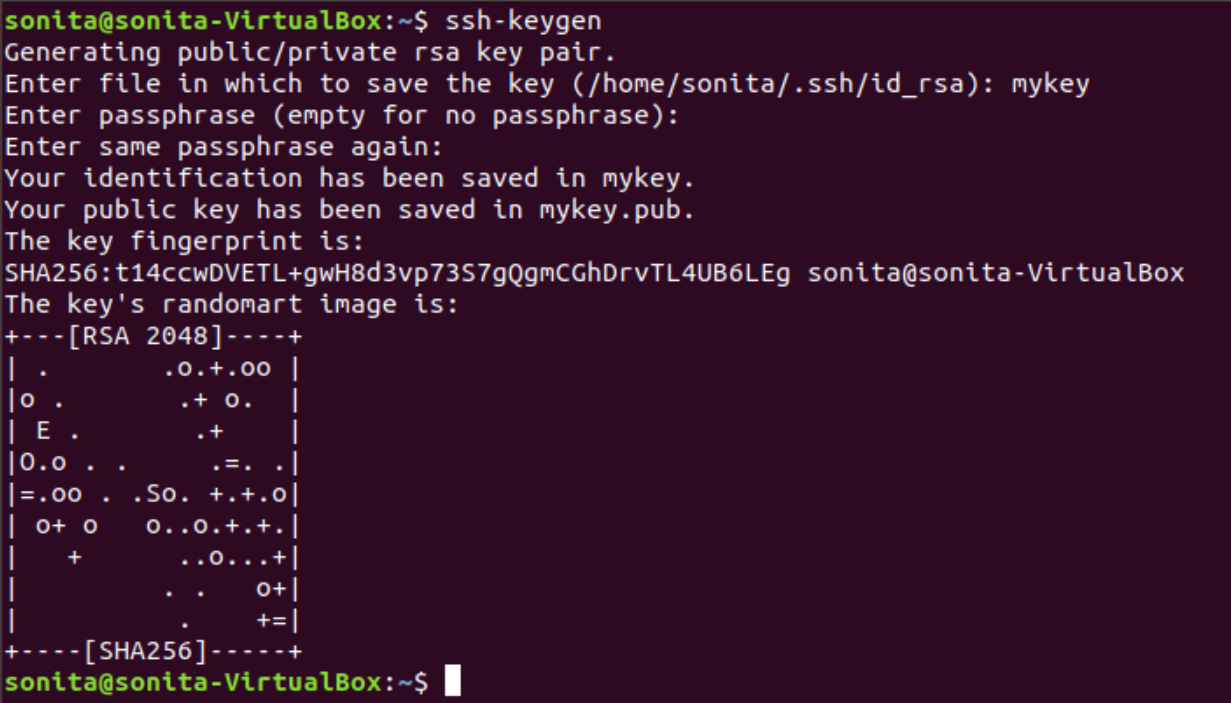 sonita@sonita-VirtualBox:~$ ssh-keygen
Generating public/private rsa key pair.
Enter file in which to save the key (/home/sonita/.ssh/id_rsa): mykey
Enter passphrase (empty for no passphrase):
Enter same passphrase again:
Your identification has been saved in mykey.
Your public key has been saved in mykey.pub.
The key fingerprint is:
SHA256:t14ccwDVETL+gwH8d3vp73S7gQgmCGhDrvTL4UB6LEg sonita@sonita-VirtualBox
The key's randomart image is:
+---[RSA 2048]----+
| .       .o.+.oo |
|o .       .+ o.  |
| E .       .+    |
|O.o . .     .=. .|
|=.oo . .So. +.+.o|
| o+ o   o..o.+.+.|
|   +      ..o...+|
|         . .   o+|
|          .    +=|
+----[SHA256]-----+
sonita@sonita-VirtualBox:~$